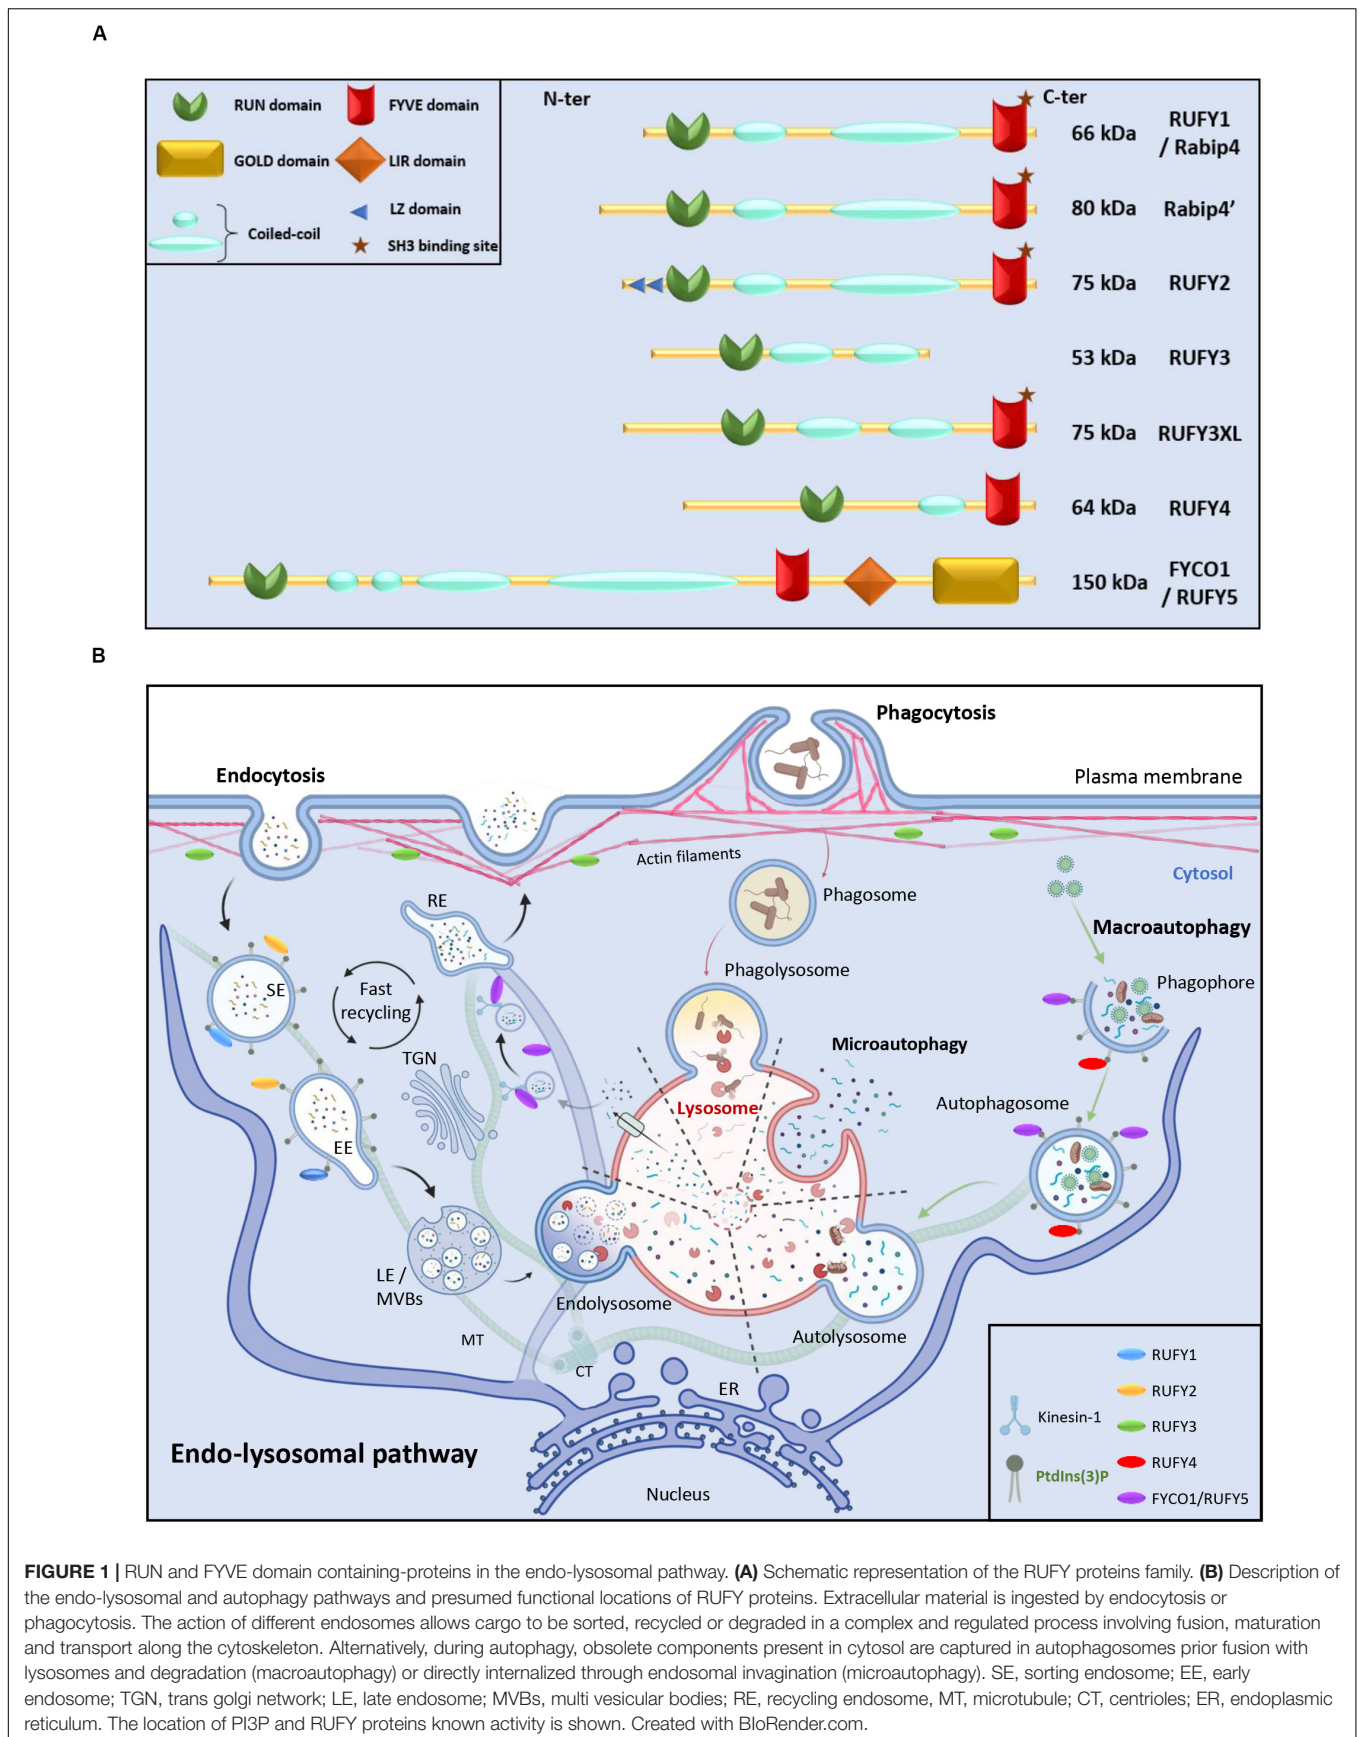 A
RUN domain
FYVE domain
GOLD domain
LIR domain
Coiled-coil
LZ domain
SH3 binding site
N-ter
C-ter
66 kDa
RUFY1
/ Rabip4
80 kDa
Rabip4’
75 kDa
RUFY2
53 kDa
RUFY3
75 kDa
RUFY3XL
64 kDa
RUFY4
150 kDa
FYCO1
/ RUFY5
B
Phagocytosis
Endocytosis
Plasma membrane
Actin filaments
Cytosol
Phagosome
RE
Macroautophagy
Phagolysosome
Phagophore
SE
Fast
recycling
TGN
Microautophagy
Lysosome
Autophagosome
EE
LE /
MVBs
Endolysosome
Autolysosome
MT
CT
ER
Nucleus
Endo-lysosomal pathway
Kinesin-1
PtdIns(3)P
RUFY1
RUFY2
RUFY3
RUFY4
FYCO1/RUFY5
FIGURE 1 | RUN and FYVE domain containing-proteins in the endo-lysosomal pathway. (A) Schematic representation of the RUFY proteins family. (B) Description of
the endo-lysosomal and autophagy pathways and presumed functional locations of RUFY proteins. Extracellular material is ingested by endocytosis or
phagocytosis. The action of different endosomes allows cargo to be sorted, recycled or degraded in a complex and regulated process involving fusion, maturation
and transport along the cytoskeleton. Alternatively, during autophagy, obsolete components present in cytosol are captured in autophagosomes prior fusion with
lysosomes and degradation (macroautophagy) or directly internalized through endosomal invagination (microautophagy). SE, sorting endosome; EE, early
endosome; TGN, trans golgi network; LE, late endosome; MVBs, multi vesicular bodies; RE, recycling endosome, MT, microtubule; CT, centrioles; ER, endoplasmic
reticulum. The location of PI3P and RUFY proteins known activity is shown. Created with BIoRender.com.